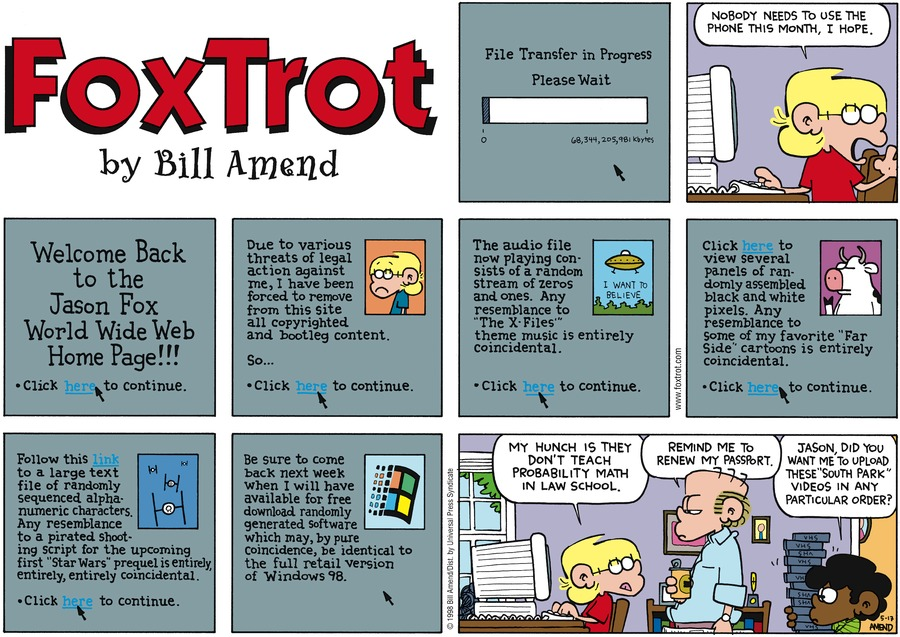 FoxTrot
by Bill Amend
File Transfer in Progress
Please Wait
0 68,344,205,981 kbytes
NOBODY NEEDS TO USE THE
PHONE THIS MONTH, I HOPE.
Welcome Back
to the
Jason Fox
World Wide Web
Home Page!!!
• Click here to continue.
Due to various
threats of legal
action against
me, I have been
forced to remove
from this site
all copyrighted
and bootleg content.
So...
• Click here to continue.
The audio file
now playing con-
sists of a random
stream of zeros
and ones. Any
resemblance to
"The X-Files"
theme music is entirely
coincidental.
I WANT TO
BELIEVE
• Click here to continue.
www.foxtrot.com
Click here to
view several
panels of ran-
domly assembled
black and white
pixels. Any
resemblance to
some of my favorite "Far
Side" cartoons is entirely
coincidental.
• Click here to continue.
Follow this link
to a large text
file of randomly
sequenced alpha-
numeric characters.
Any resemblance
to a pirated shoot-
ing script for the upcoming
first "Star Wars" prequel is entirely,
entirely, entirely coincidental.
• Click here to continue.
Be sure to come
back next week
when I will have
available for free
download randomly
generated software
which may, by pure
coincidence, be identical to
the full retail version
of Windows 98.
© 1998 Bill Amend/Dist. by Universal Press Syndicate
MY HUNCH IS THEY
DON'T TEACH
PROBABILITY MATH
IN LAW SCHOOL.
REMIND ME TO
RENEW MY PASSPORT.
JASON, DID YOU
WANT ME TO UPLOAD
THESE "SOUTH PARK"
VIDEOS IN ANY
PARTICULAR ORDER?
VHS
VHS
VHS
5-17
AMEND